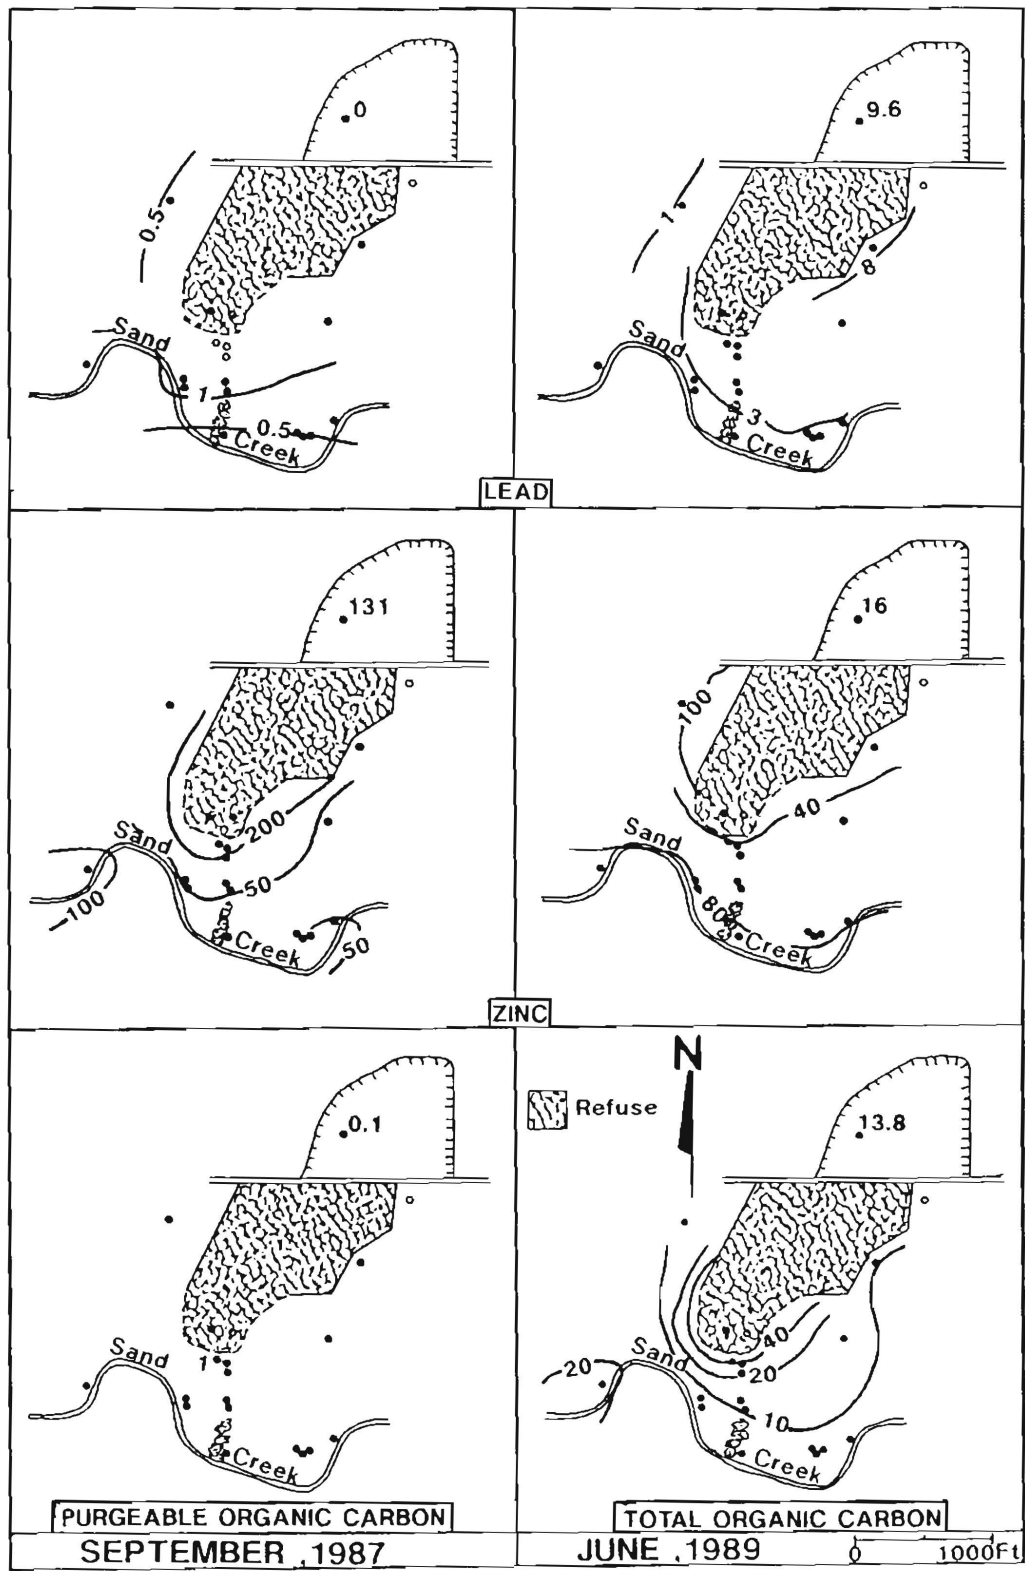 0
9.6
0.5
1
8
Sand
Sand
1
3
0.5
Creek
Creek
LEAD
131
16
100
200
40
Sand
Sand
100
50
80
Creek
50
Creek
ZINC
N
Refuse
0.1
13.8
Sand
1
Sand
40
20
20
10
Creek
Creek
PURGEABLE ORGANIC CARBON
TOTAL ORGANIC CARBON
SEPTEMBER ,1987
JUNE ,1989
0 1000Ft